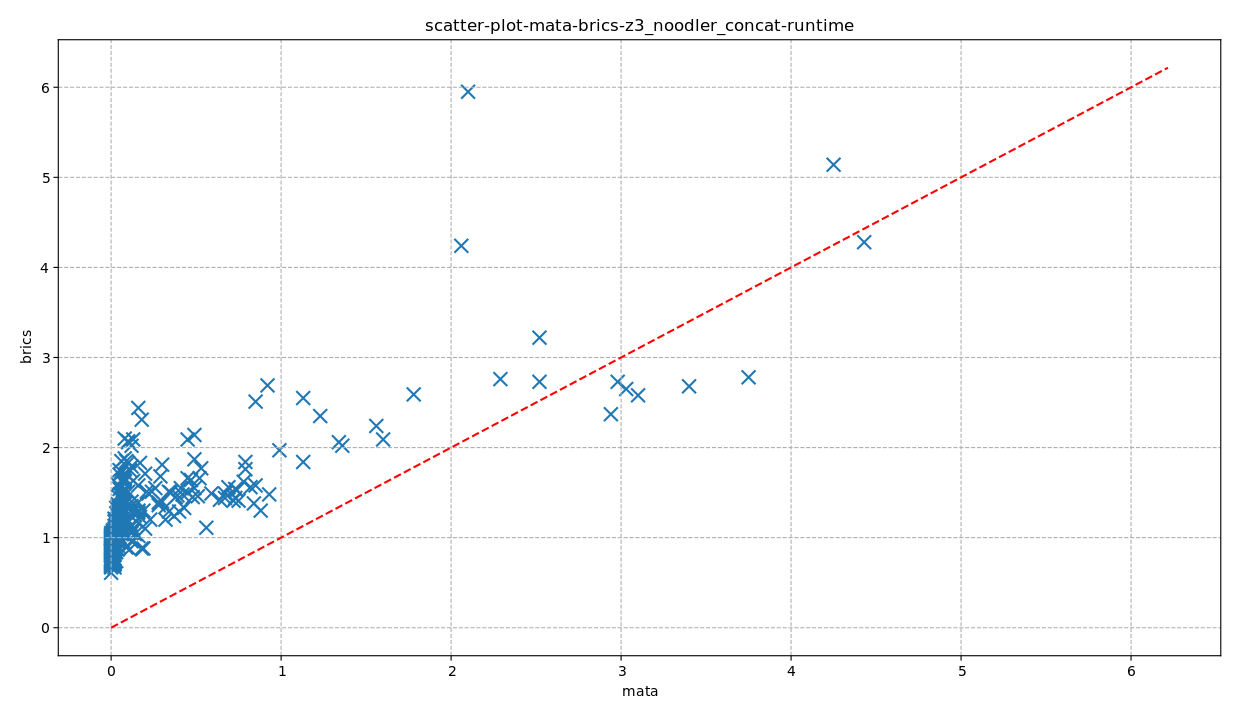 scatter-plot-mata-brics-z3_noodler_concat-runtime
6
5
4
3
2
1
0
brics
0 1 2 3 4 5 6
mata